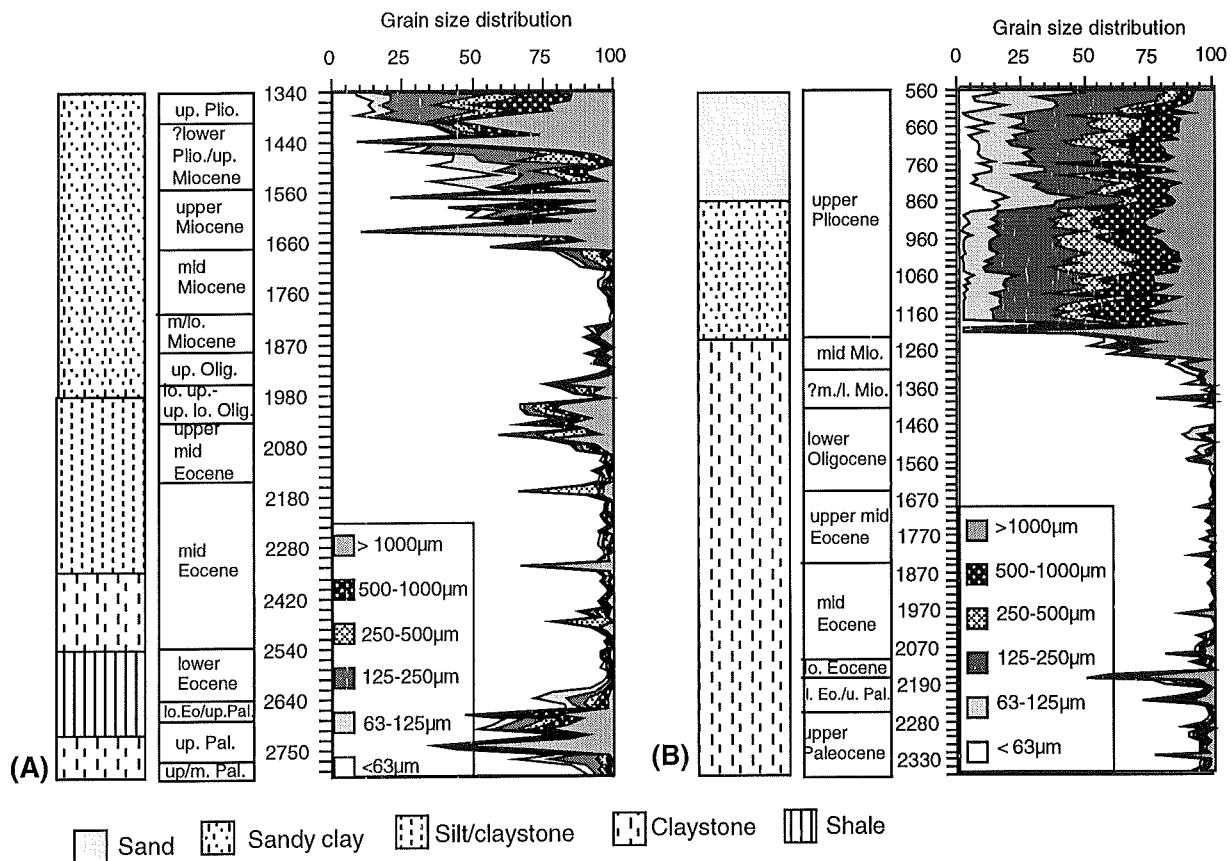 Grain size distribution
0 25 50 75 100
up. Plio.
?lower
Plio./up.
Miocene
upper
Miocene
mid
Miocene
m/lo.
Miocene
up. Olig.
lo. up.-
up. lo. Olig.
upper
mid
Eocene
mid
Eocene
lower
Eocene
lo.Eo/up.Pal.
up. Pal.
up/m. Pal.
1340
1440
1560
1660
1760
1870
1980
2080
2180
2280
2420
2540
2640
2750
> 1000µm
500-1000µm
250-500µm
125-250µm
63-125µm
<63µm
(A)
Grain size distribution
0 25 50 75 100
upper
Pliocene
mid Mio.
?m./l. Mio.
lower
Oligocene
upper mid
Eocene
mid
Eocene
lo. Eocene
l. Eo./u. Pal.
upper
Paleocene
560
660
760
860
960
1060
1160
1260
1360
1460
1560
1670
1770
1870
1970
2070
2190
2280
2330
>1000µm
500-1000µm
250-500µm
125-250µm
63-125µm
< 63µm
(B)
Sand
Sandy clay
Silt/claystone
Claystone
Shale